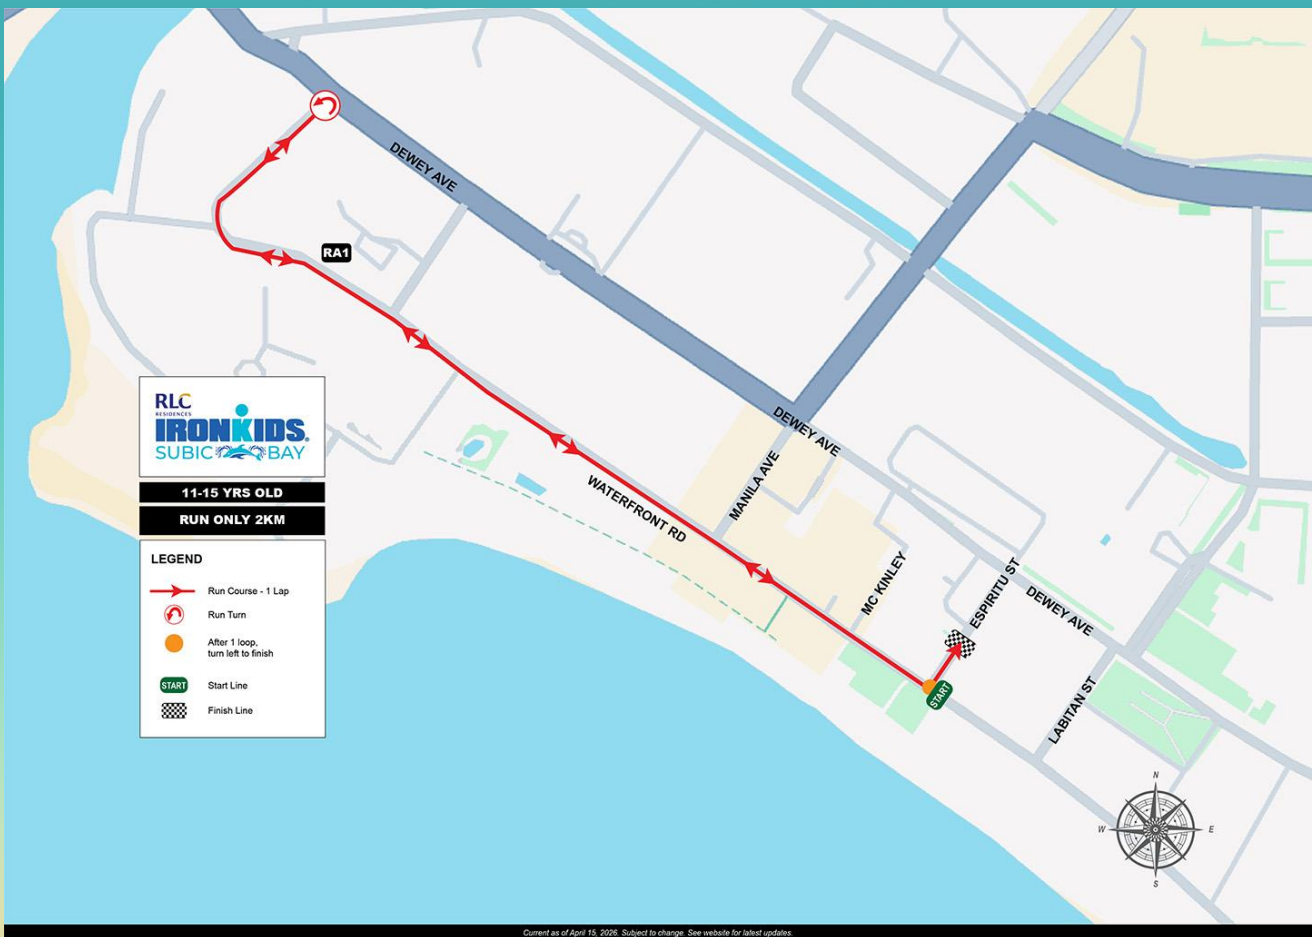 DEWEY AVE
RA1
RLC
RESIDENCES
IRONKIDS.
SUBIC BAY
11-15 YRS OLD
RUN ONLY 2KM
LEGEND
Run Course - 1 Lap
Run Turn
After 1 loop,
turn left to finish
START
Start Line
Finish Line
DEWEY AVE
MANILA AVE
WATERFRONT RD
MC KINLEY
ESPIRITU ST
DEWEY AVE
START
LABITAN ST
N
W
E
S
Current as of April 15, 2026. Subject to change. See website for latest updates.